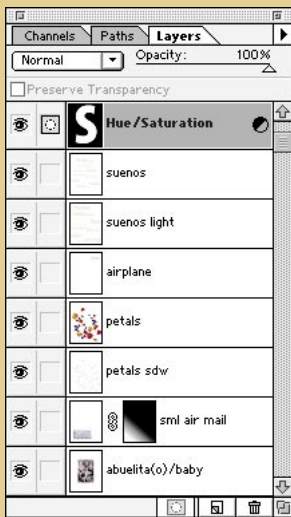 Channels Paths Layers
Normal Opacity: 100%
Preserve Transparency
S Hue/Saturation
suenos
suenos light
airplane
petals
petals sdw
sml air mail
abuelita(o)/baby